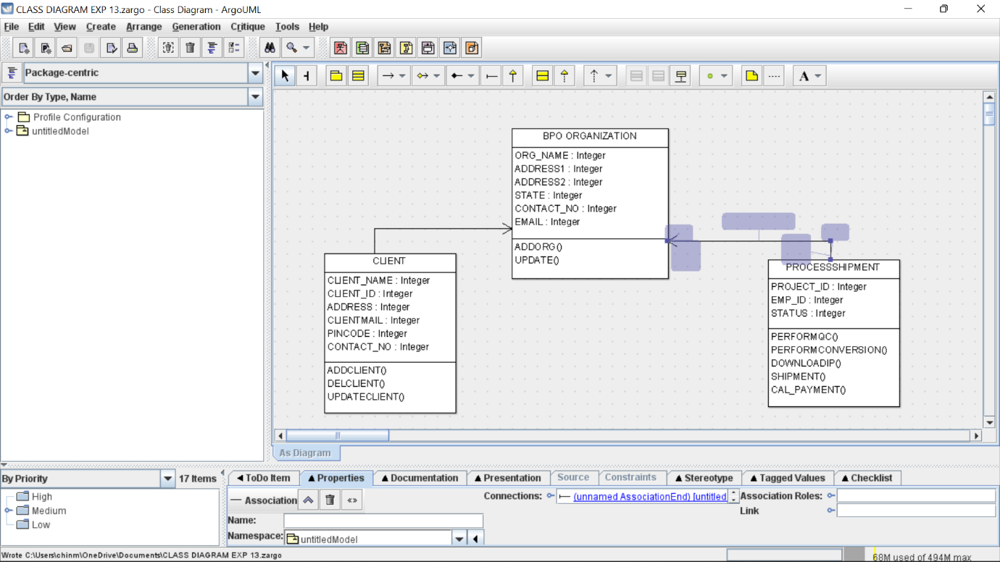 CLASS DIAGRAM EXP 13.zargo - Class Diagram - ArgoUML
File Edit View Create Arrange Generation Critique Tools Help
Package-centric
Order By Type, Name
Profile Configuration
untitledModel
A
BPO ORGANIZATION
ORG_NAME : Integer
ADDRESS1 : Integer
ADDRESS2 : Integer
STATE : Integer
CONTACT_NO : Integer
EMAIL : Integer
ADDORG()
UPDATE()
CLIENT
CLIENT_NAME : Integer
CLIENT_ID : Integer
ADDRESS : Integer
CLIENTMAIL : Integer
PINCODE : Integer
CONTACT_NO : Integer
ADDCLIENT()
DELCLIENT()
UPDATECLIENT()
PROCESSSHIPMENT
PROJECT_ID : Integer
EMP_ID : Integer
STATUS : Integer
PERFORMQC()
PERFORMCONVERSION()
DOWNLOADIP()
SHIPMENT()
CAL_PAYMENT()
As Diagram
By Priority
17 Items
High
Medium
Low
ToDo Item Properties Documentation Presentation Source Constraints Stereotype Tagged Values Checklist
Association
Name:
Namespace: untitledModel
Connections: (unnamed AssociationEnd) [untitled
Association Roles:
Link
Wrote C:\Users\chinm\OneDrive\Documents\CLASS DIAGRAM EXP 13.zargo
68M used of 494M max